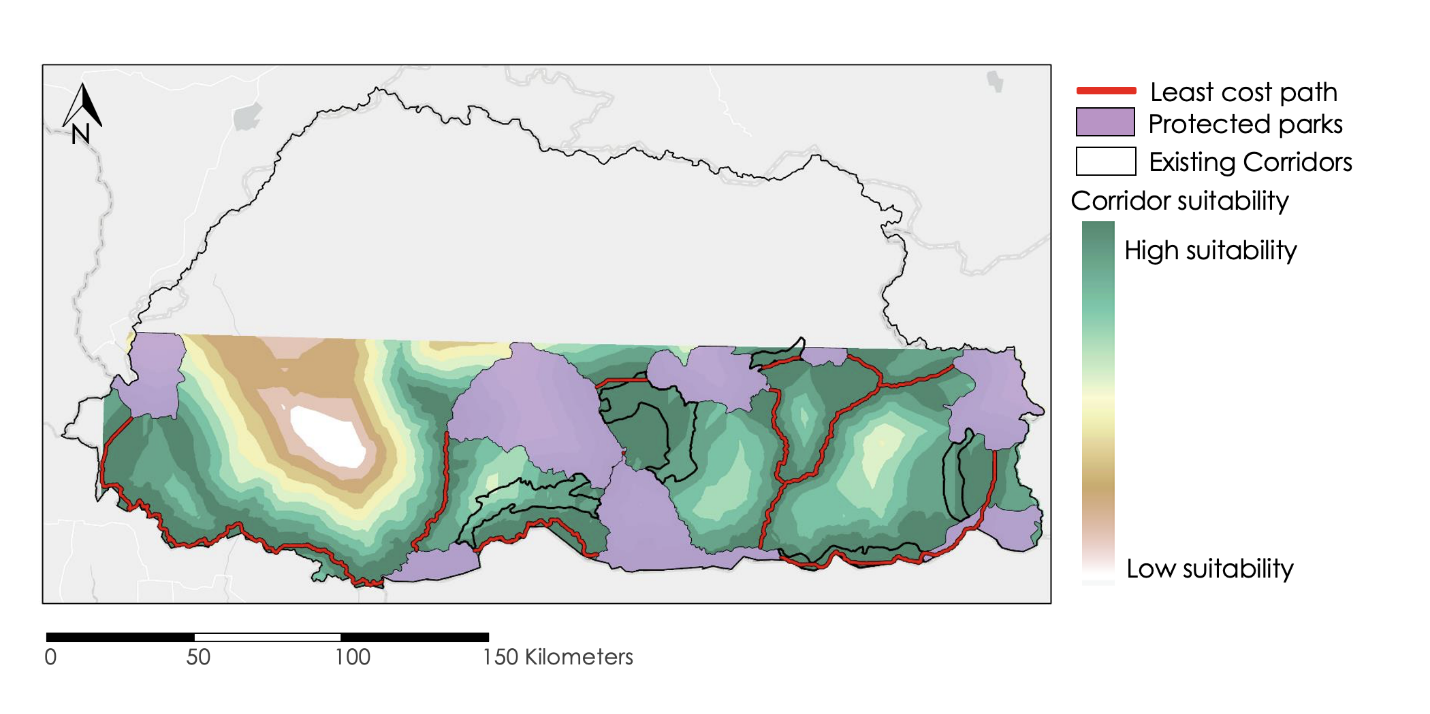 N
Least cost path
Protected parks
Existing Corridors
Corridor suitability
High suitability
Low suitability
0 50 100 150 Kilometers